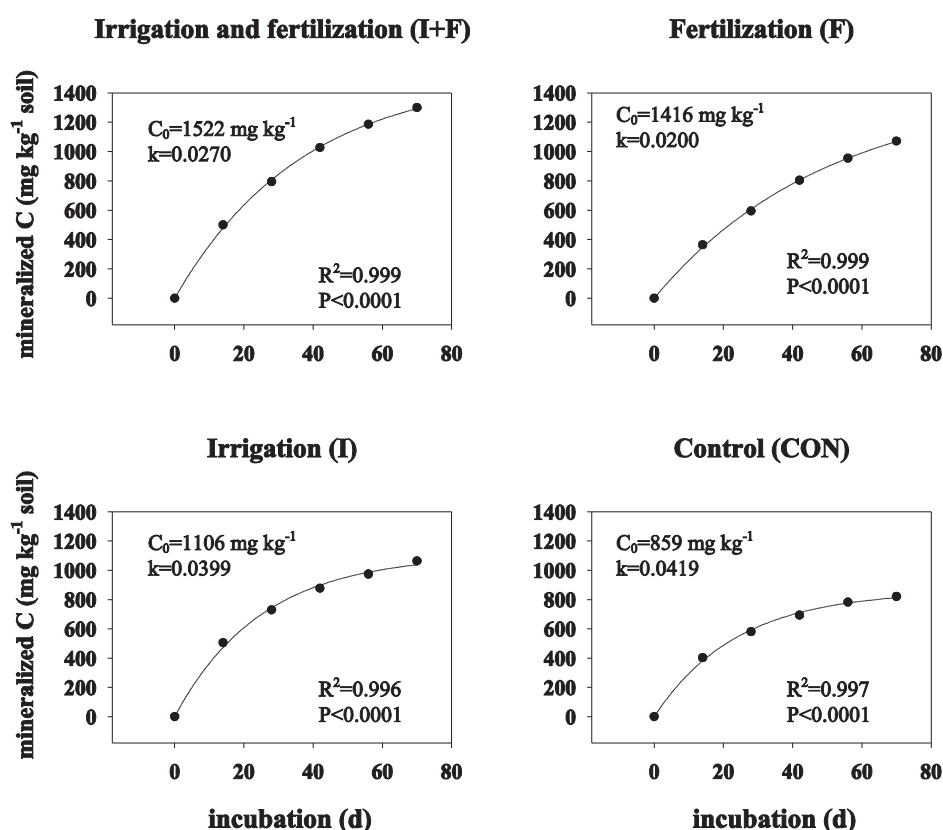 Irrigation and fertilization (I+F)
mineralized C (mg kg⁻¹ soil)
1400
1200
1000
800
600
400
200
0
C₀=1522 mg kg⁻¹
k=0.0270
R²=0.999
P<0.0001
0 20 40 60 80
Fertilization (F)
1400
1200
1000
800
600
400
200
0
C₀=1416 mg kg⁻¹
k=0.0200
R²=0.999
P<0.0001
0 20 40 60 80
Irrigation (I)
mineralized C (mg kg⁻¹ soil)
1400
1200
1000
800
600
400
200
0
C₀=1106 mg kg⁻¹
k=0.0399
R²=0.996
P<0.0001
0 20 40 60 80
incubation (d)
Control (CON)
1400
1200
1000
800
600
400
200
0
C₀=859 mg kg⁻¹
k=0.0419
R²=0.997
P<0.0001
0 20 40 60 80
incubation (d)